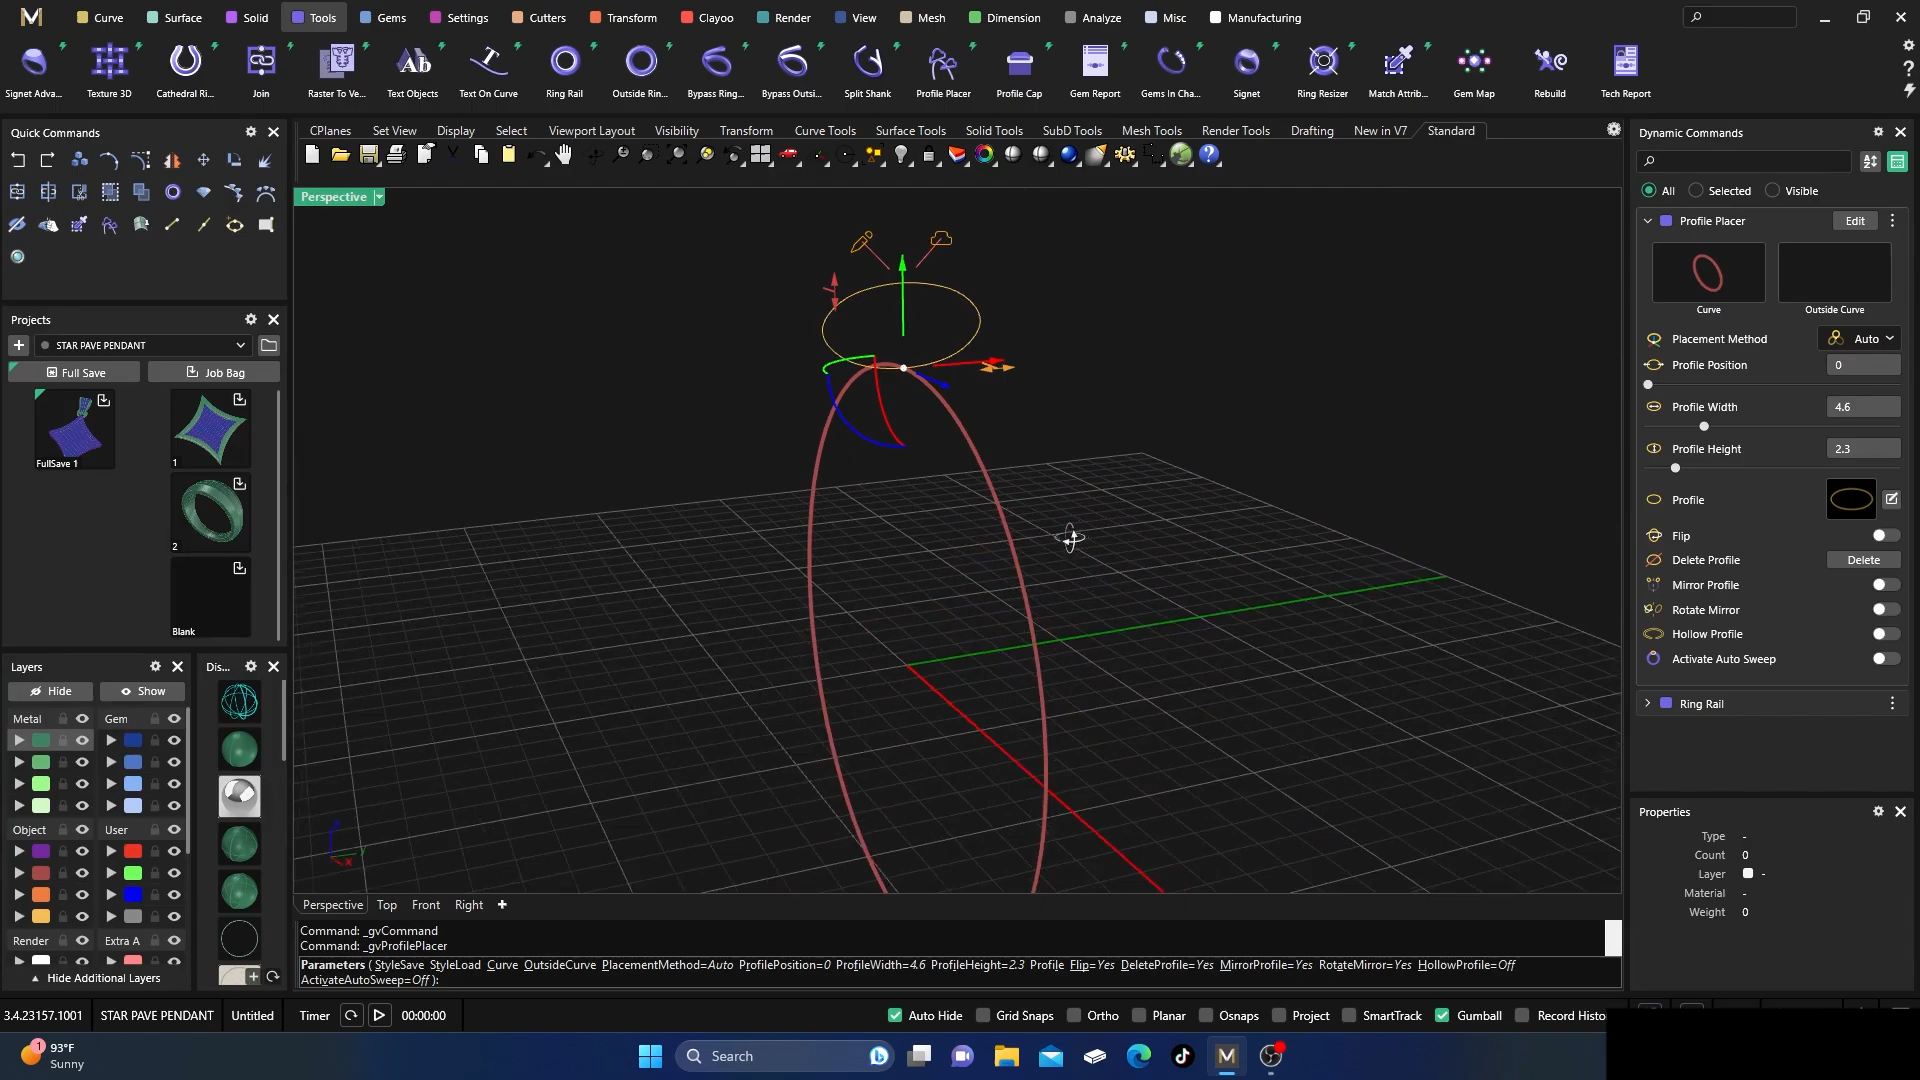 Curve Surface Solid Tools Gems Settings Cutters Transform Clayoo Render View Mesh Dimension Analyze Misc Manufacturing
Signet Adva... Texture 3D Cathedral Ri... Join Raster To Ve... Text Objects Text On Curve Ring Rail Outside Rin... Bypass Ring... Bypass Outsi... Split Shank Profile Placer Profile Cap Gem Report Gems In Cha... Signet Ring Resizer Match Attrib... Gem Map Rebuild Tech Report
Quick Commands
Projects
STAR PAVE PENDANT
Full Save Job Bag
FullSave 1
1
2
Blank
Layers
Hide Show
Metal Gem
Object User
Render Extra A
Hide Additional Layers
Dis...
CPlanes Set View Display Select Viewport Layout Visibility Transform Curve Tools Surface Tools Solid Tools SubD Tools Mesh Tools Render Tools Drafting New in V7 Standard
Perspective
Perspective Top Front Right
Command: _gvCommand
Command: _gvProfilePlacer
Parameters ( StyleSave StyleLoad Curve OutsideCurve PlacementMethod=Auto ProfilePosition=0 ProfileWidth=4.6 ProfileHeight=2.3 Profile Flip=Yes DeleteProfile=Yes MirrorProfile=Yes RotateMirror=Yes HollowProfile=Off
ActivateAutoSweep=Off ):
Dynamic Commands
All Selected Visible
Profile Placer Edit
Curve Outside Curve
Placement Method Auto
Profile Position 0
Profile Width 4.6
Profile Height 2.3
Profile
Flip
Delete Profile Delete
Mirror Profile
Rotate Mirror
Hollow Profile
Activate Auto Sweep
Ring Rail
Properties
Type -
Count 0
Layer -
Material -
Weight 0
3.4.23157.1001 STAR PAVE PENDANT Untitled Timer 00:00:00 Auto Hide Grid Snaps Ortho Planar Osnaps Project SmartTrack Gumball Record Histo
1
93°F
Sunny
Search